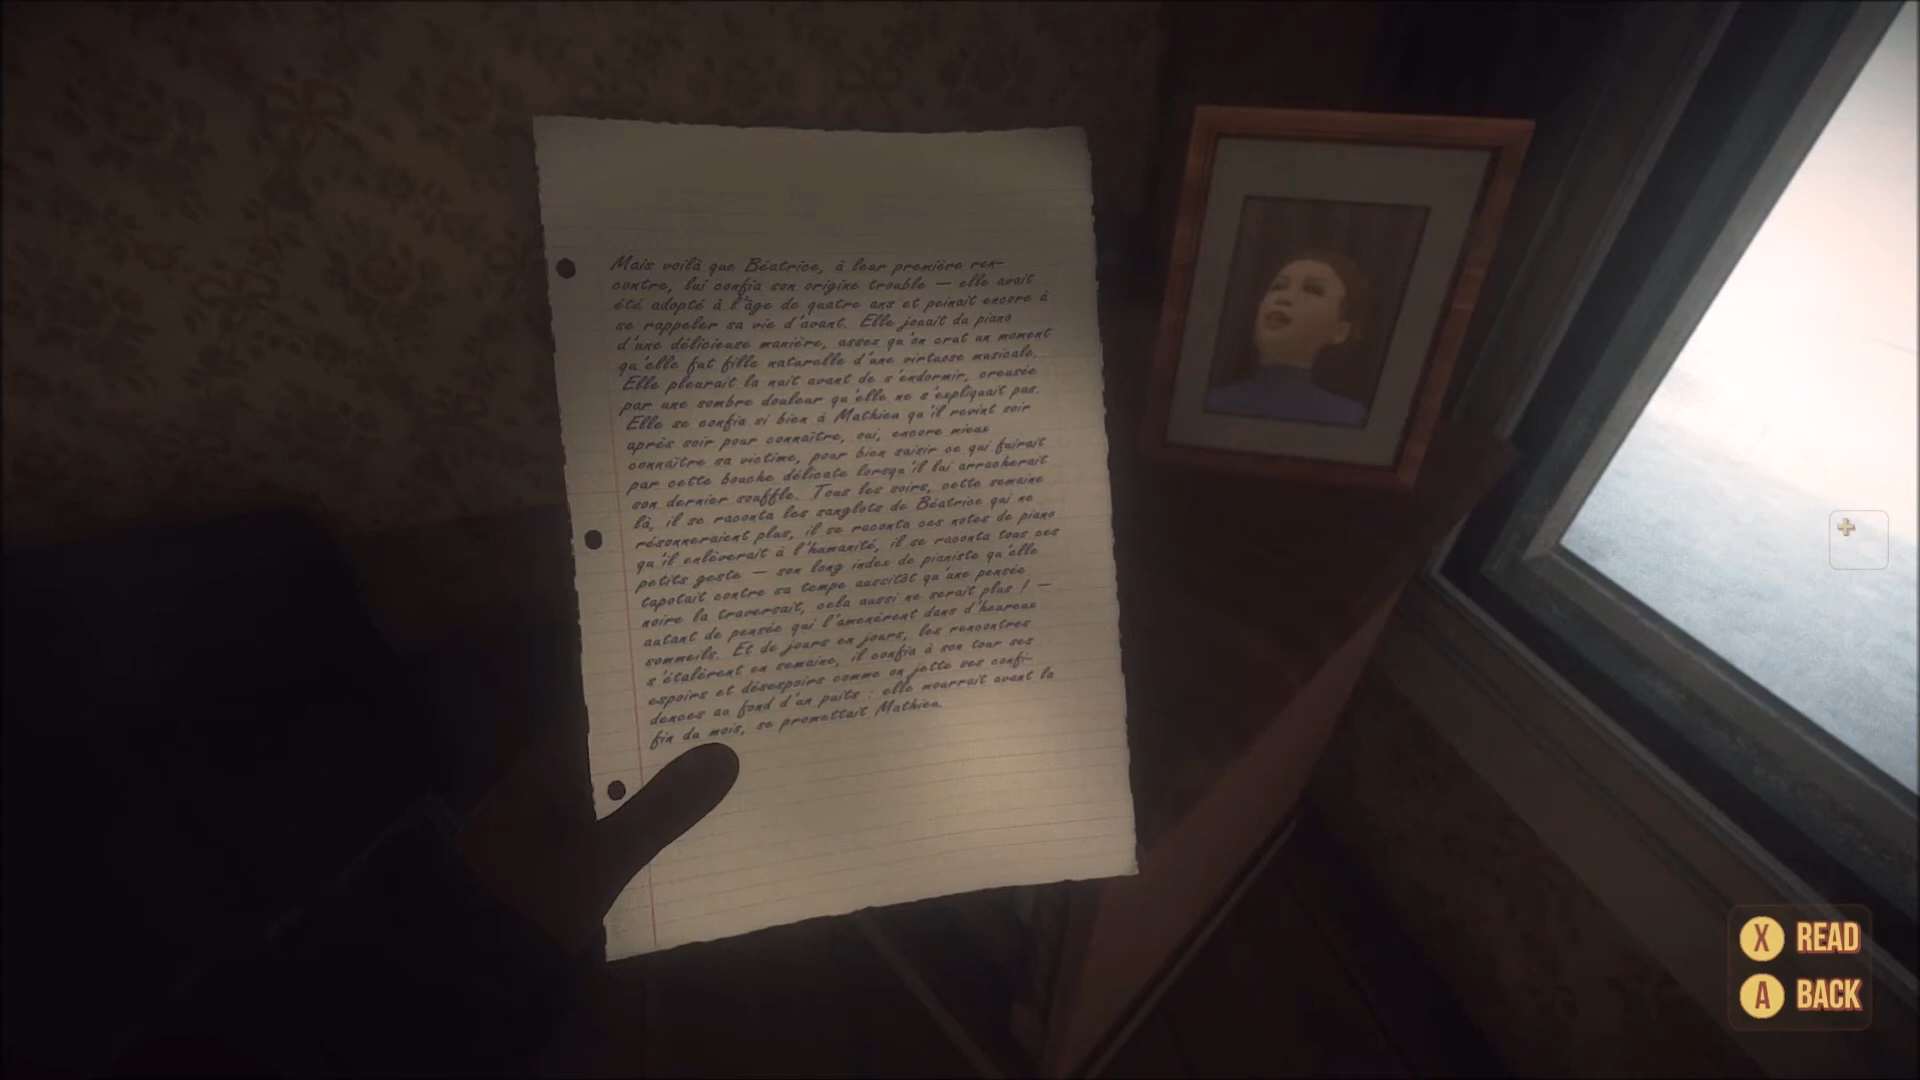 Mais voilà que Béatrice, à leur première ren-
contre, lui confia son origine trouble — elle avait
été adopté à l'âge de quatre ans et peinait encore à
se rappeler sa vie d'avant. Elle jouait du piano
d'une délicieuse manière, assez qu'on crut un moment
qu'elle fut fille naturelle d'une virtuose musicale.
Elle pleurait la nuit avant de s'endormir, creusée
par une sombre douleur qu'elle ne s'expliquait pas.
Elle se confia si bien à Mathieu qu'il revint soir
après soir pour connaître, oui, encore mieux
connaître sa victime, pour bien saisir ce qui fuirait
par cette bouche délicate lorsqu'il lui arracherait
son dernier souffle. Tous les soirs, cette semaine
là, il se raconta les sanglots de Béatrice qui ne
résonneraient plus, il se raconta ces notes de piano
qu'il enlèverait à l'humanité, il se raconta tous ces
petits geste — son long index de pianiste qu'elle
tapotait contre sa tempe aussitôt qu'une pensée
noire la traversait, cela aussi ne serait plus ! —
autant de pensée qui l'amenèrent dans d'heureux
sommeils. Et de jours en jours, les rencontres
s'étalèrent en semaine, il confia à son tour ses
espoirs et désespoirs comme on jette ses confi-
dences au fond d'un puits : elle mourrait avant la
fin du mois, se promettait Mathieu.
X READ
A BACK